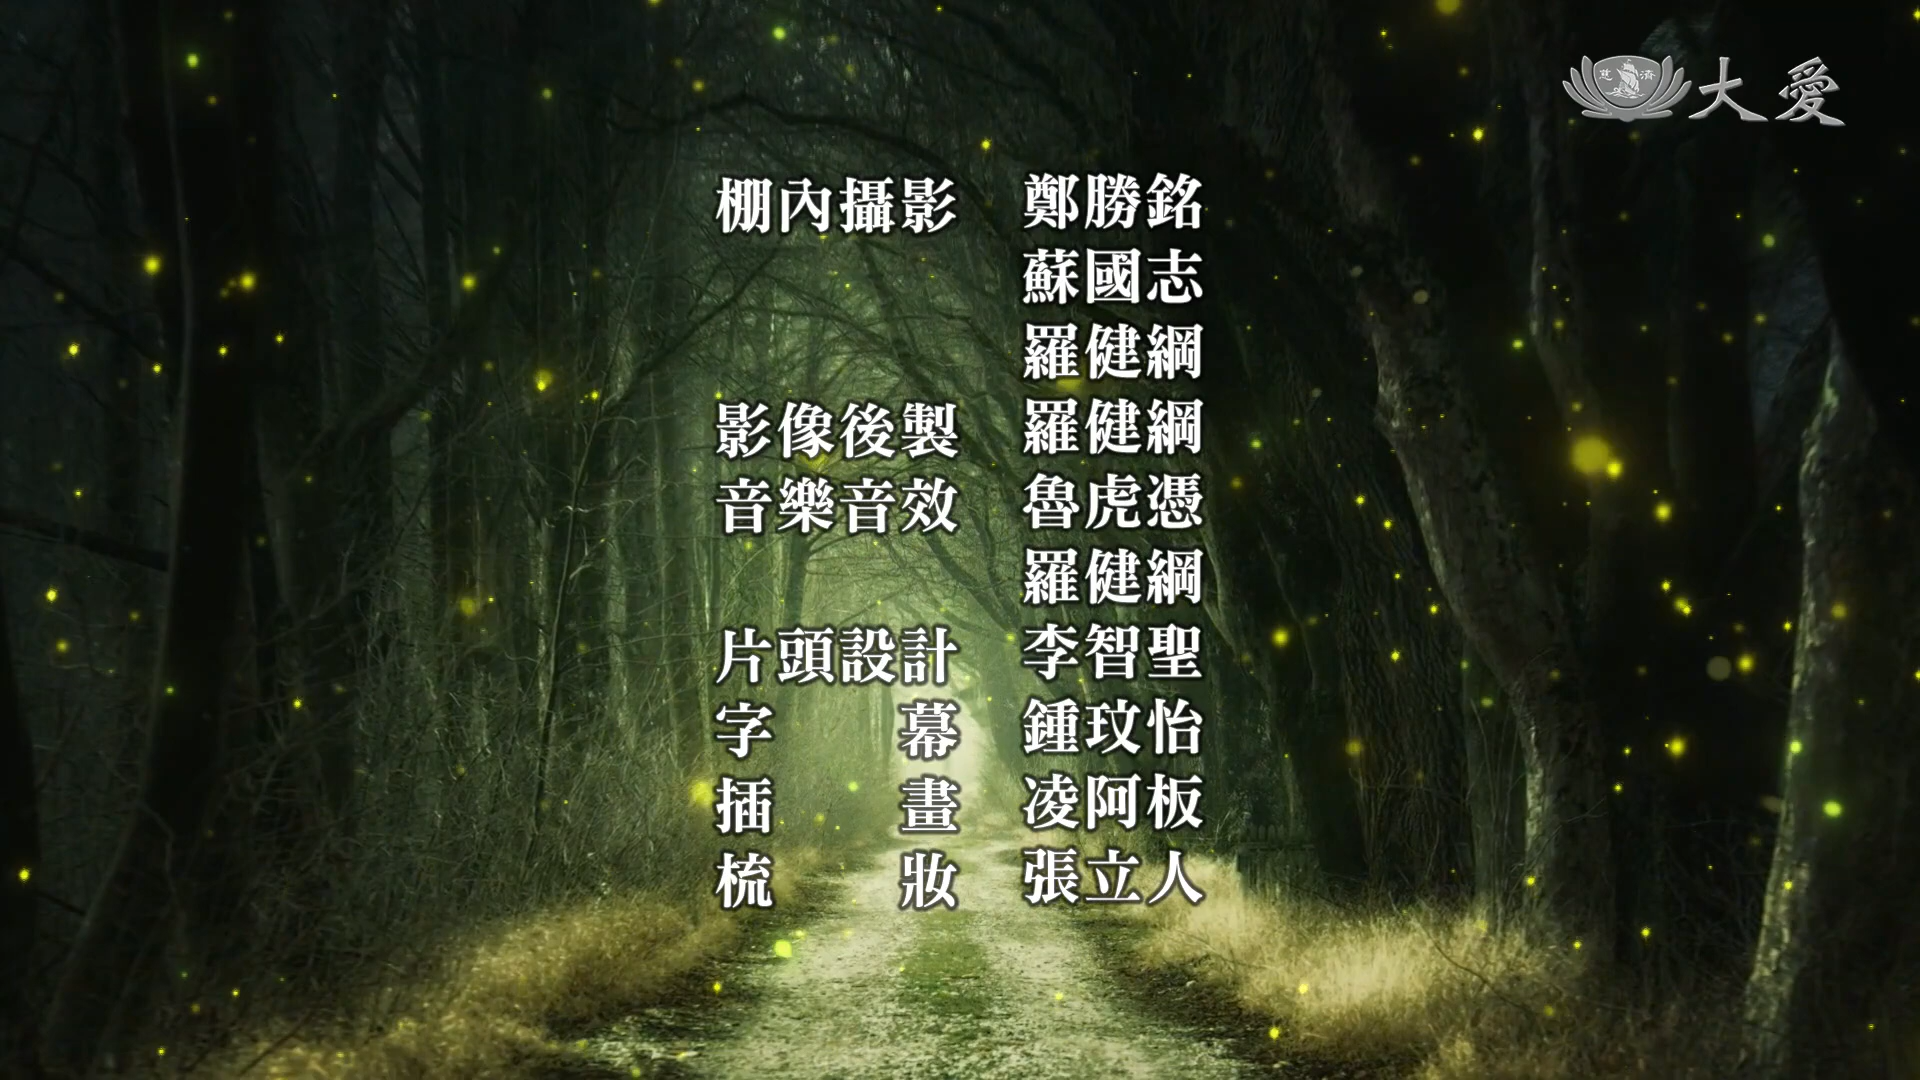 慈濟 大愛
棚內攝影 鄭勝銘
蘇國志
羅健綱
影像後製 羅健綱
音樂音效 魯虎憑
羅健綱
片頭設計 李智聖
字幕 鍾玟怡
插畫 凌阿板
梳妝 張立人